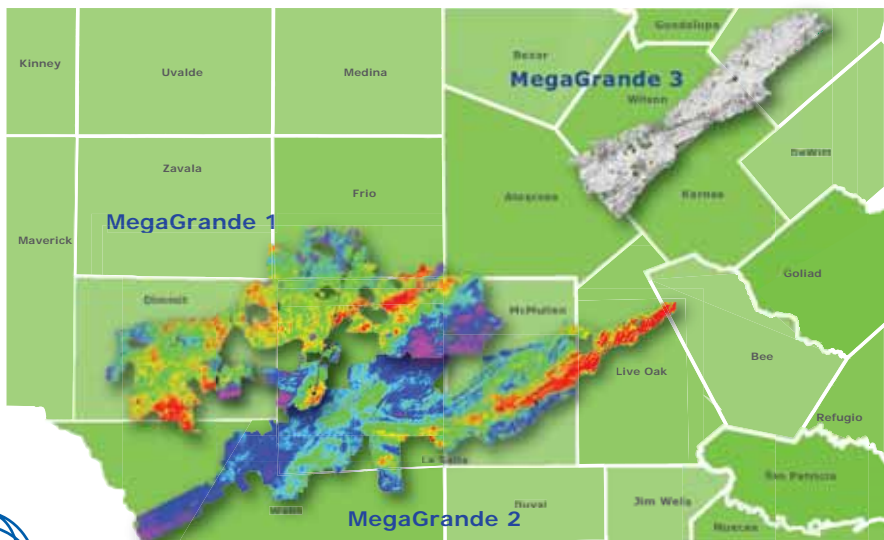 Guadalupe
Kinney
Uvalde
Medina
Bexar
MegaGrande 3
Wilson
DeWitt
Zavala
Frio
Atascosa
Karnes
MegaGrande 1
Maverick
Goliad
Dimmit
McMullen
Bee
Live Oak
Refugio
La Salle
San Patricio
Webb
Duval
Jim Wells
MegaGrande 2
Nueces